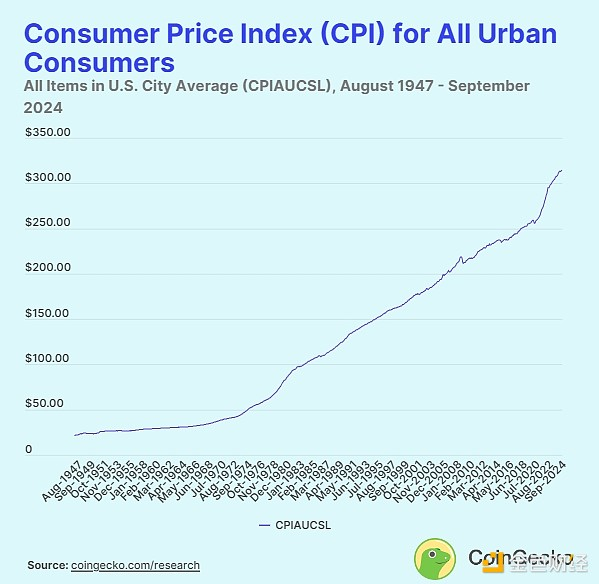 Consumer Price Index (CPI) for All Urban
Consumers
All Items in U.S. City Average (CPIAUCSL), August 1947 - September
2024
$350.00
$300.00
$250.00
$200.00
$150.00
$100.00
$50.00
0
Aug-1947
Sep-1949
Oct-1951
Nov-1953
Dec-1955
Jan-1958
Feb-1960
Mar-1962
Apr-1964
May-1966
Jun-1968
Jul-1970
Aug-1972
Sep-1974
Oct-1976
Nov-1978
Dec-1980
Jan-1983
Feb-1985
Mar-1987
Apr-1989
May-1991
Jun-1993
Jul-1995
Aug-1997
Sep-1999
Oct-2001
Nov-2003
Dec-2005
Jan-2008
Feb-2010
Mar-2012
Apr-2014
May-2016
Jun-2018
Jul-2020
Aug-2022
Sep-2024
CPIAUCSL
Source: coingecko.com/research
CoinGecko
金色财经